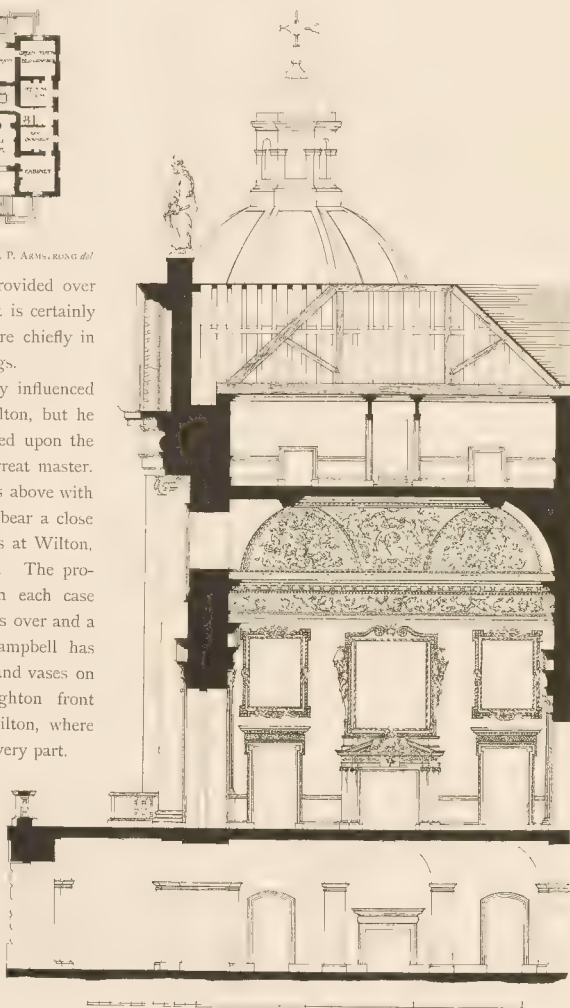 CABINET
P. ARMSTRONG del
rovided over
is certainly
re chiefly in
gs.
y influenced
lton, but he
ed upon the
reat master.
s above with
bear a close
s at Wilton,
The pro-
n each case
s over and a
ampbell has
and vases on
ghton front
ilton, where
very part.